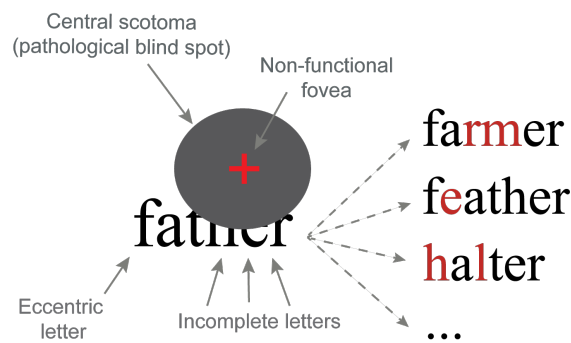 Central scotoma
(pathological blind spot)
Non-functional
fovea
father
farmer
feather
halter
...
Eccentric
letter
Incomplete letters